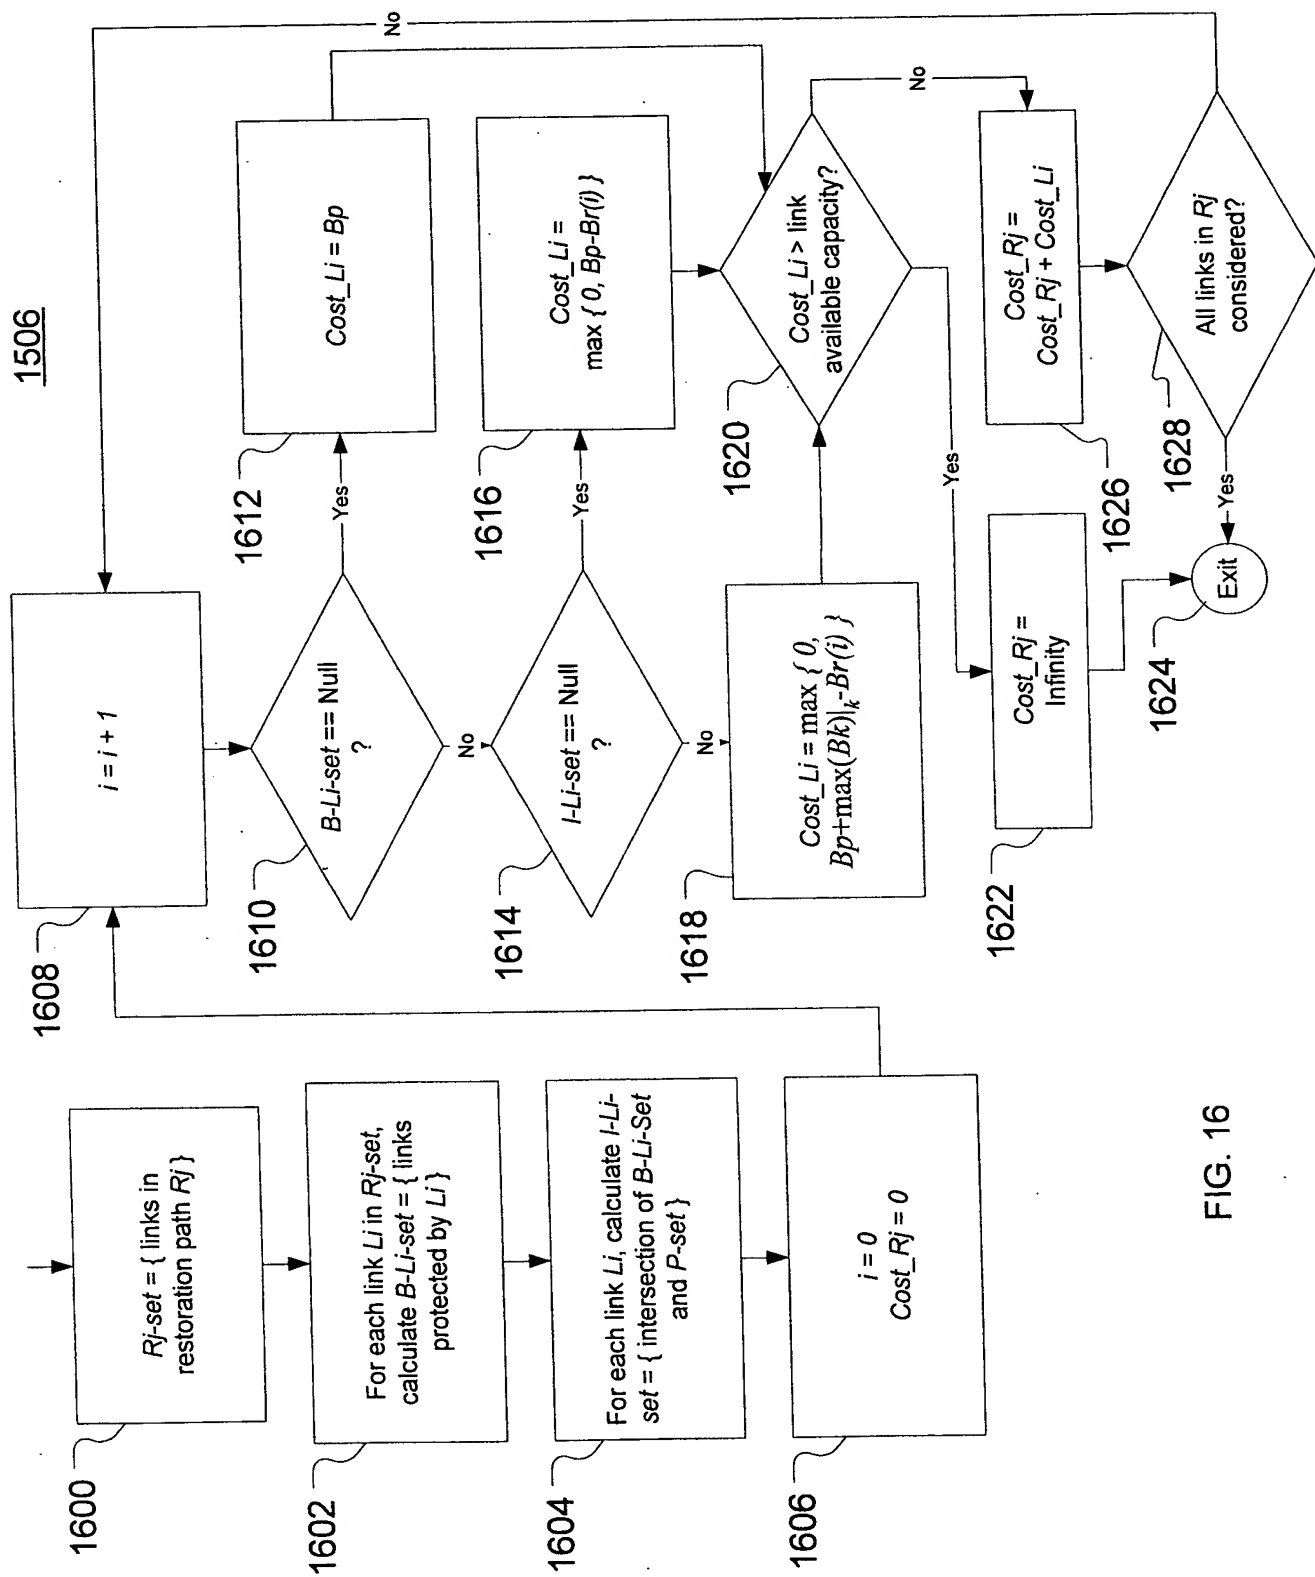 1506
1600
Rj-set = { links in
restoration path Rj }
1602
For each link Li in Rj-set,
calculate B-Li-set = { links
protected by Li }
1604
For each link Li, calculate I-Li-
set = { intersection of B-Li-Set
and P-set }
1606
i = 0
Cost_Rj = 0
1608
i = i + 1
1610
B-Li-set == Null
?
Yes
No
1612
Cost_Li = Bp
1614
I-Li-set == Null
?
Yes
No
1616
Cost_Li =
max { 0, Bp-Br(i) }
1618
Cost_Li = max { 0,
Bp+max(Bk)|k-Br(i) }
1620
Cost_Li > link
available capacity?
No
Yes
1622
Cost_Rj =
Infinity
1624
Exit
1626
Cost_Rj =
Cost_Rj + Cost_Li
1628
All links in Rj
considered?
Yes
No
FIG. 16